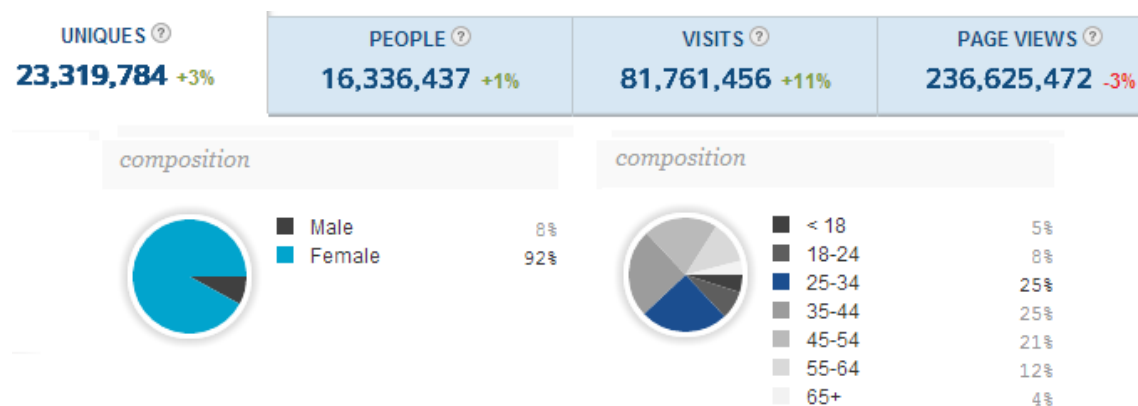 UNIQUES ? PEOPLE ? VISITS ? PAGE VIEWS ?
23,319,784 +3% 16,336,437 +1% 81,761,456 +11% 236,625,472 -3%
composition composition
Male 8%
Female 92%
< 18 5%
18-24 8%
25-34 25%
35-44 25%
45-54 21%
55-64 12%
65+ 4%